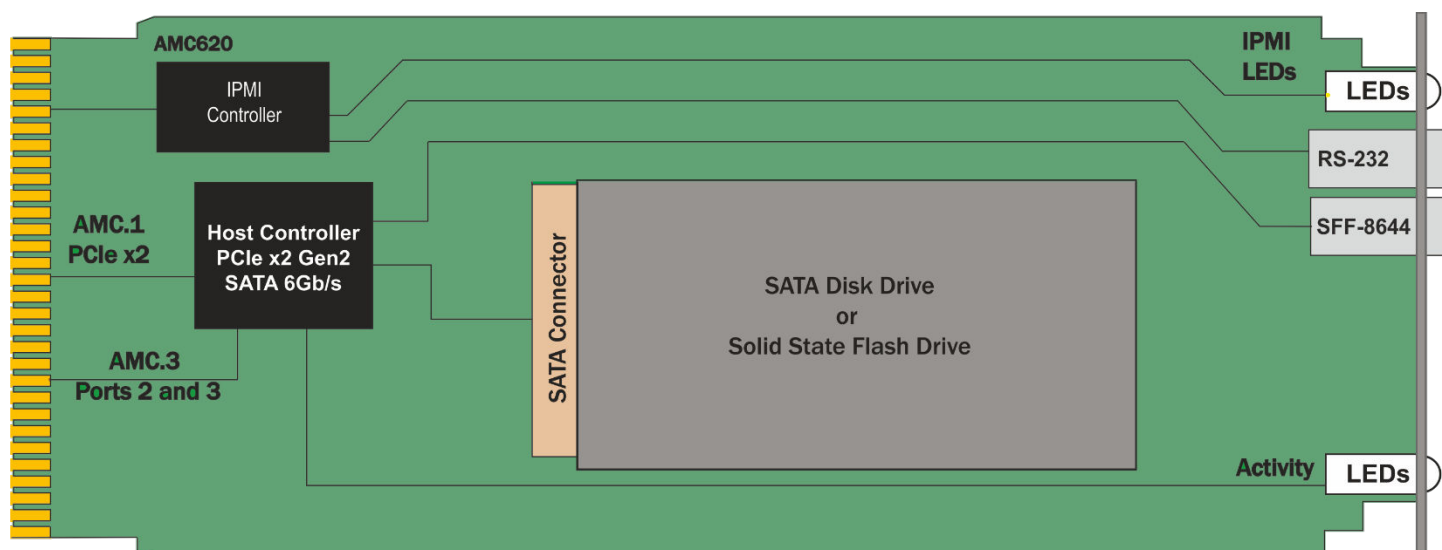 AMC620
IPMI
Controller
IPMI
LEDs
LEDs
RS-232
SFF-8644
AMC.1
PCIe x2
Host Controller
PCIe x2 Gen2
SATA 6Gb/s
SATA Connector
SATA Disk Drive
or
Solid State Flash Drive
AMC.3
Ports 2 and 3
Activity
LEDs